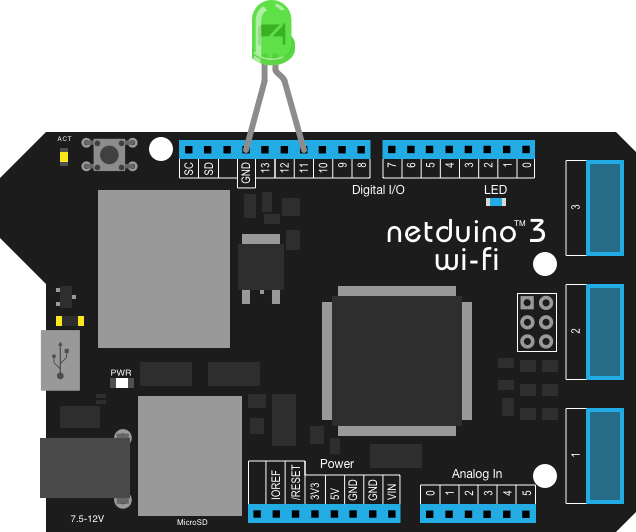 ACT
SC
SD
GND
13
12
11
10
9
8
7
6
5
4
3
2
1
0
Digital I/O
LED
netduino™3
wi-fi
3
2
1
PWR
7.5-12V
MicroSD
Power
IOREF
/RESET
3V3
5V
GND
GND
VIN
Analog In
0
1
2
3
4
5